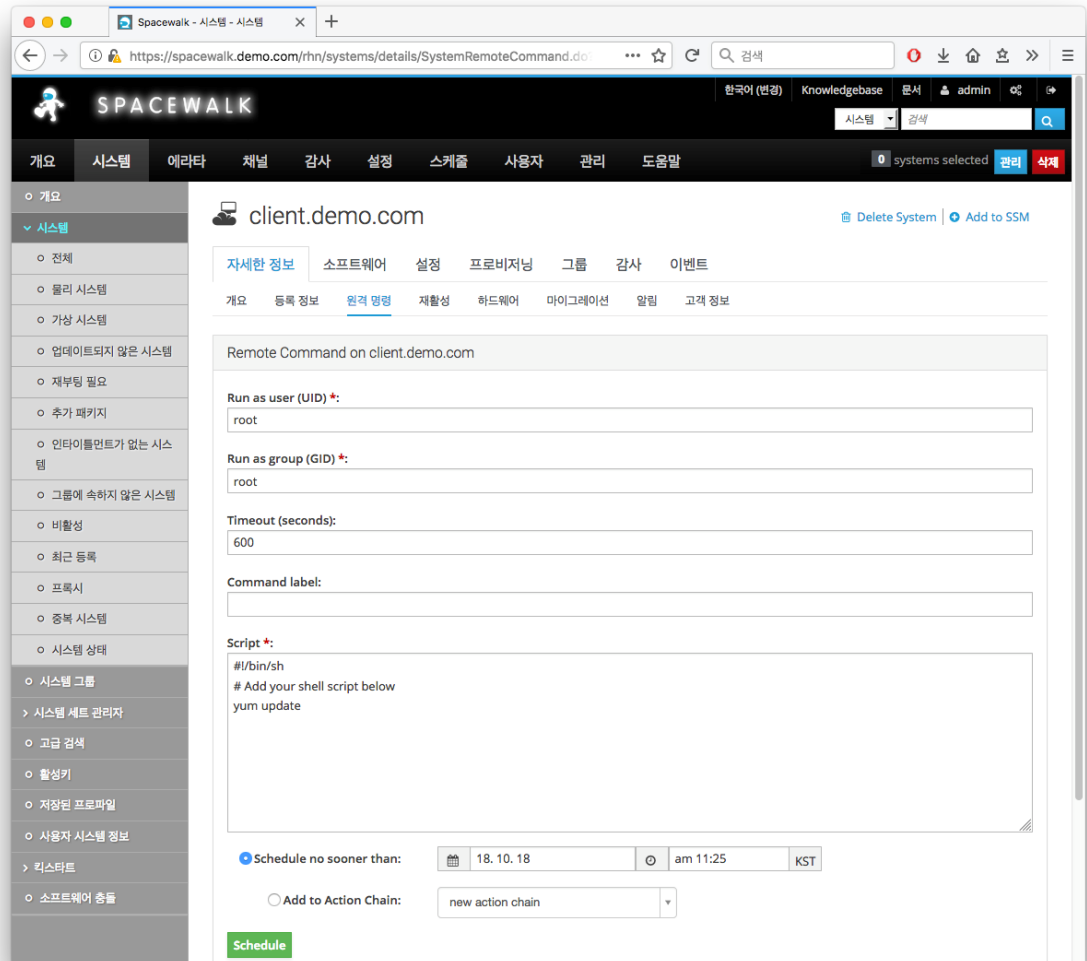 Spacewalk - 시스템 - 시스템
https://spacewalk.demo.com/rhn/systems/details/SystemRemoteCommand.do?
검색
한국어 (변경) Knowledgebase 문서 admin
SPACEWALK
시스템 검색
개요 시스템 에라타 채널 감사 설정 스케줄 사용자 관리 도움말 0 systems selected 관리 삭제
개요
시스템
전체
물리 시스템
가상 시스템
업데이트되지 않은 시스템
재부팅 필요
추가 패키지
인타이틀먼트가 없는 시스
템
그룹에 속하지 않은 시스템
비활성
최근 등록
프록시
중복 시스템
시스템 상태
시스템 그룹
시스템 세트 관리자
고급 검색
활성키
저장된 프로파일
사용자 시스템 정보
킥스타트
소프트웨어 충돌
client.demo.com Delete System Add to SSM
자세한 정보 소프트웨어 설정 프로비저닝 그룹 감사 이벤트
개요 등록 정보 원격 명령 재활성 하드웨어 마이그레이션 알림 고객 정보
Remote Command on client.demo.com
Run as user (UID) *:
root
Run as group (GID) *:
root
Timeout (seconds):
600
Command label:
Script *:
#!/bin/sh
# Add your shell script below
yum update
Schedule no sooner than: 18. 10. 18 am 11:25 KST
Add to Action Chain: new action chain
Schedule